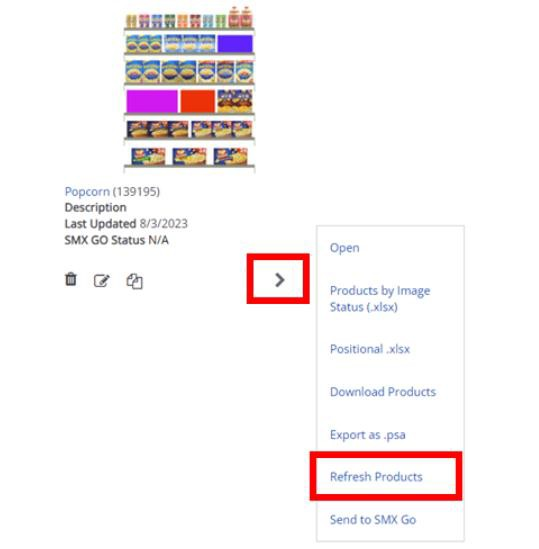 Popcorn (139195)
Description
Last Updated 8/3/2023
SMX GO Status N/A
Open
Products by Image
Status (.xlsx)
Positional .xlsx
Download Products
Export as .psa
Refresh Products
Send to SMX Go